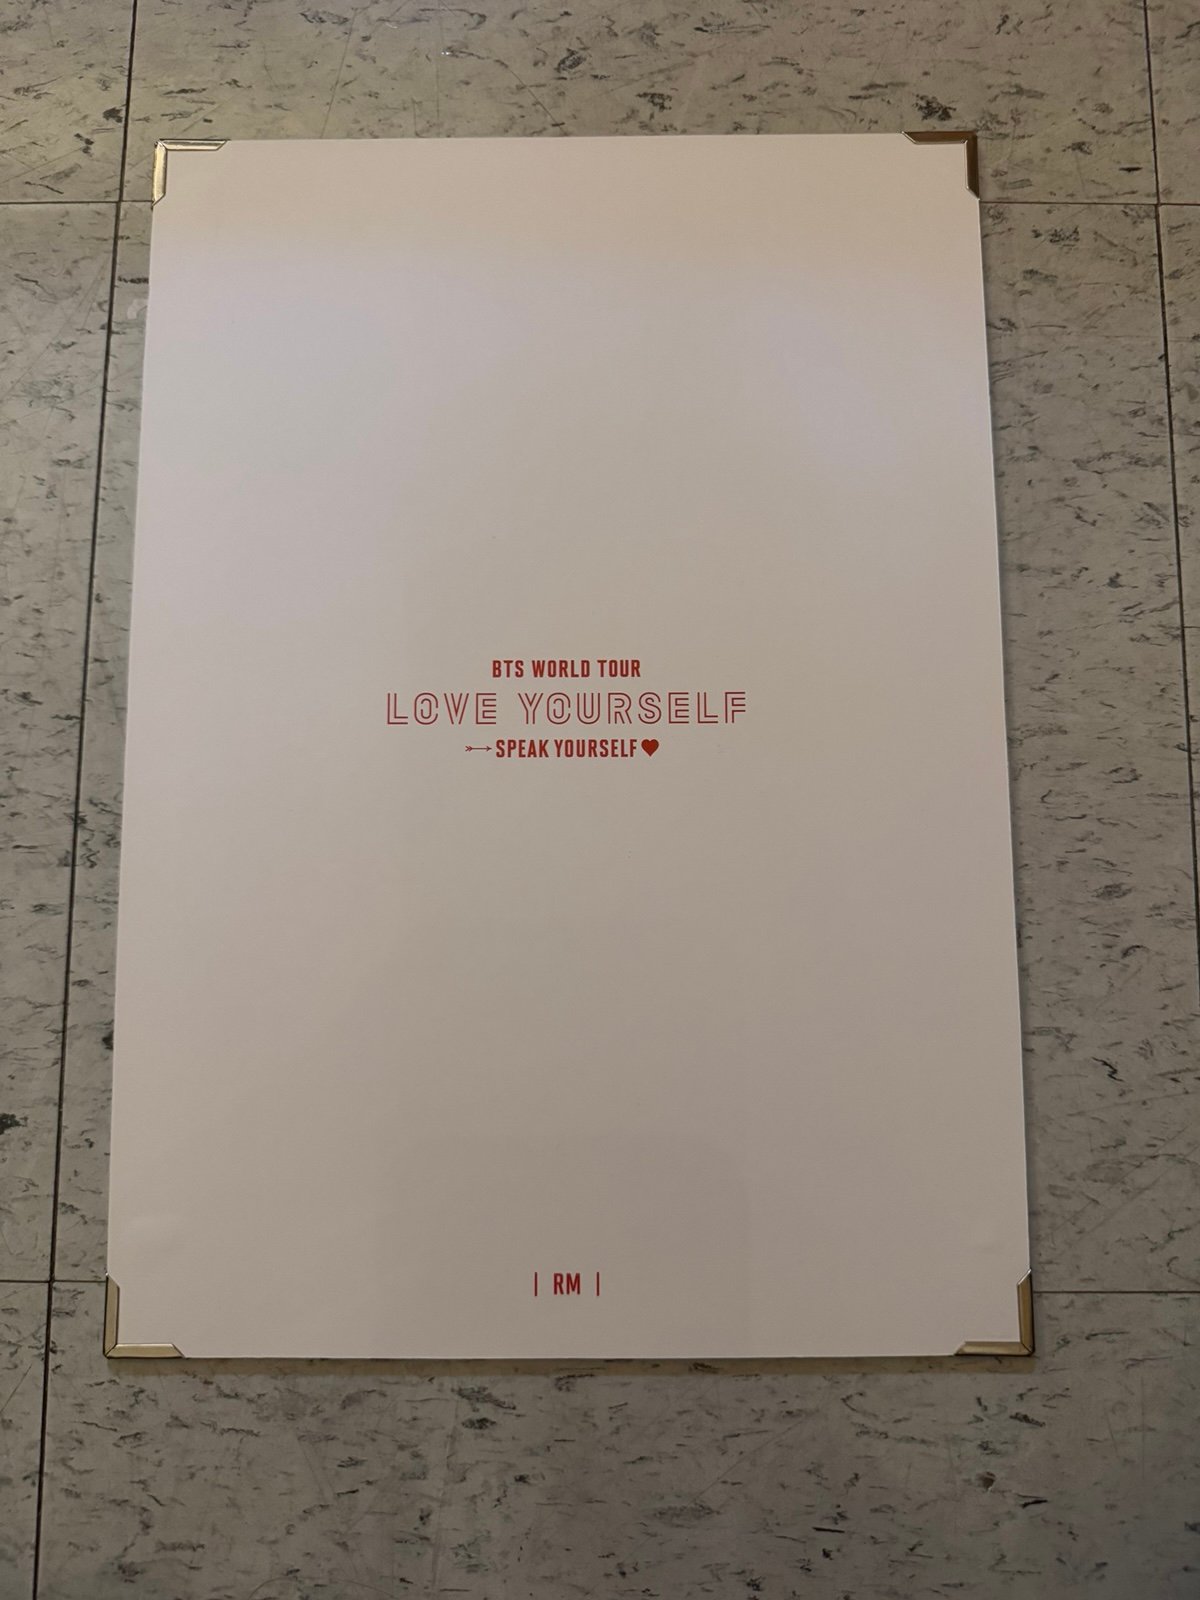 BTS WORLD TOUR
LOVE YOURSELF
SPEAK YOURSELF
| RM |